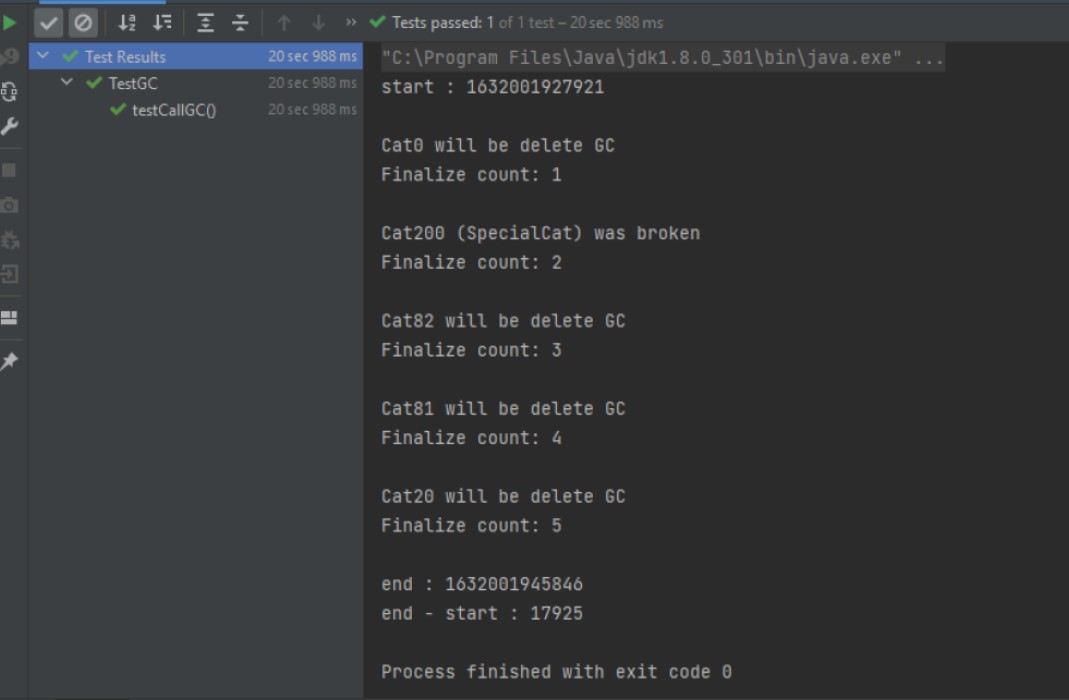 Tests passed: 1 of 1 test – 20 sec 988 ms
Test Results 20 sec 988 ms
TestGC 20 sec 988 ms
testCallGC() 20 sec 988 ms
"C:\Program Files\Java\jdk1.8.0_301\bin\java.exe" ...
start : 1632001927921
Cat0 will be delete GC
Finalize count: 1
Cat200 (SpecialCat) was broken
Finalize count: 2
Cat82 will be delete GC
Finalize count: 3
Cat81 will be delete GC
Finalize count: 4
Cat20 will be delete GC
Finalize count: 5
end : 1632001945846
end - start : 17925
Process finished with exit code 0